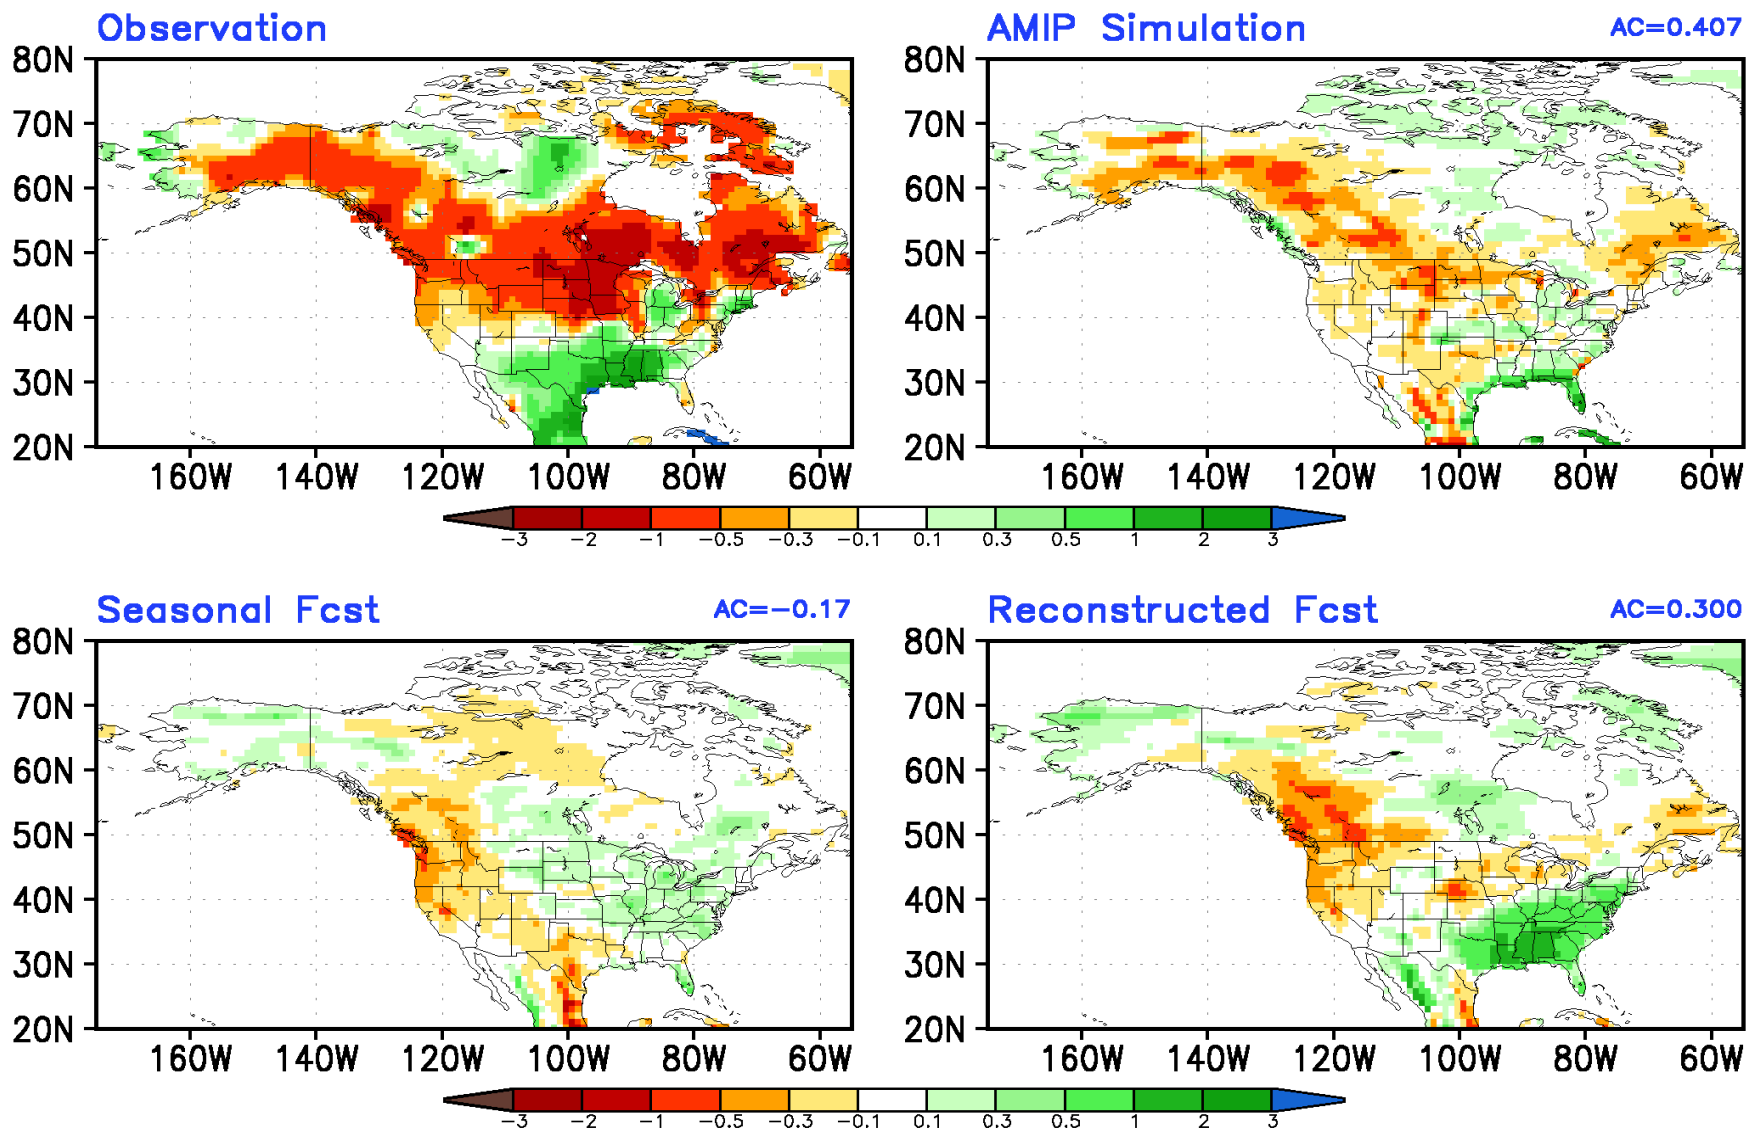 Observation
AMIP Simulation AC=0.407
80N 80N
70N 70N
60N 60N
50N 50N
40N 40N
30N 30N
20N 20N
160W 140W 120W 100W 80W 60W 160W 140W 120W 100W 80W 60W
−3 −2 −1 −0.5 −0.3 −0.1 0.1 0.3 0.5 1 2 3
Seasonal Fcst AC=−0.17
Reconstructed Fcst AC=0.300
80N 80N
70N 70N
60N 60N
50N 50N
40N 40N
30N 30N
20N 20N
160W 140W 120W 100W 80W 60W 160W 140W 120W 100W 80W 60W
−3 −2 −1 −0.5 −0.3 −0.1 0.1 0.3 0.5 1 2 3